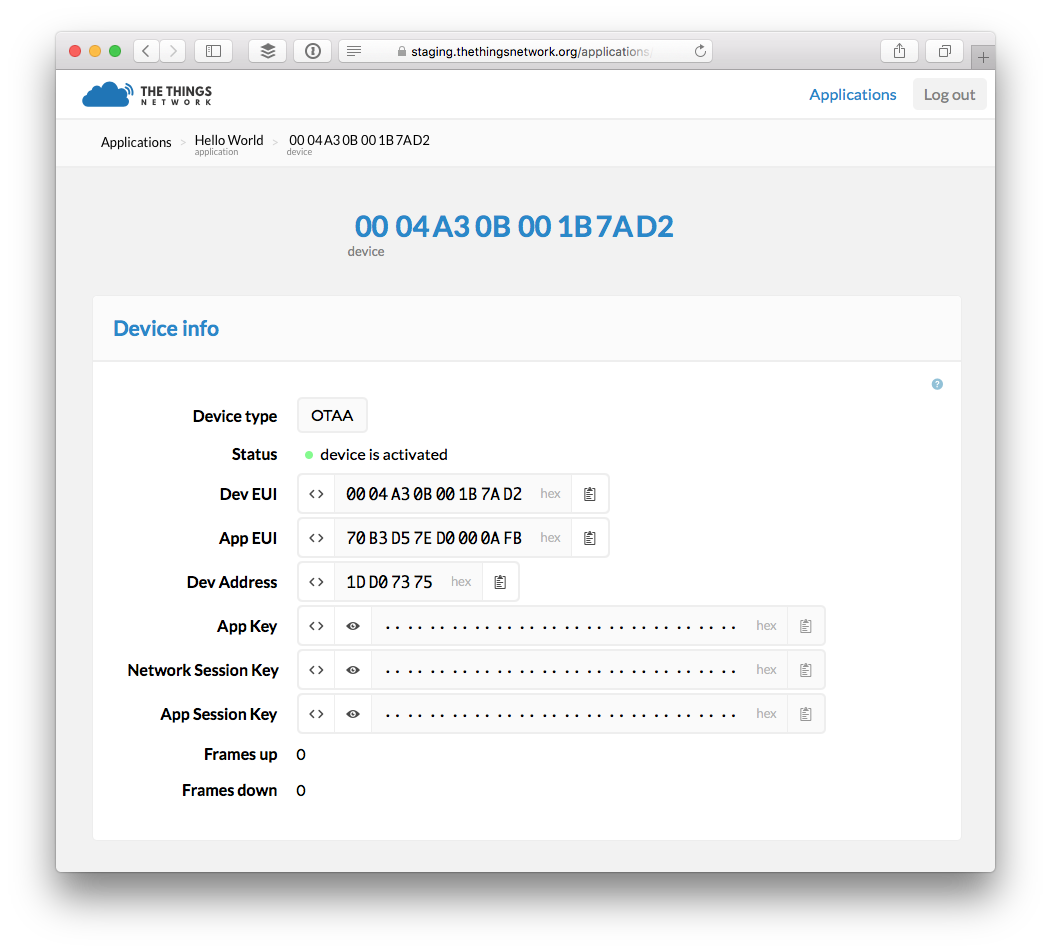 staging.thethingsnetwork.org/applications
THE THINGS
NETWORK
Applications
Log out
Applications > Hello World > 00 04 A3 0B 00 1B 7A D2
application
device
00 04 A3 0B 00 1B 7A D2
device
Device info
?
Device type OTAA
Status device is activated
Dev EUI <> 00 04 A3 0B 00 1B 7A D2 hex
App EUI <> 70 B3 D5 7E D0 00 0A FB hex
Dev Address <> 1D D0 73 75 hex
App Key <> ................................ hex
Network Session Key <> ................................ hex
App Session Key <> ................................ hex
Frames up 0
Frames down 0